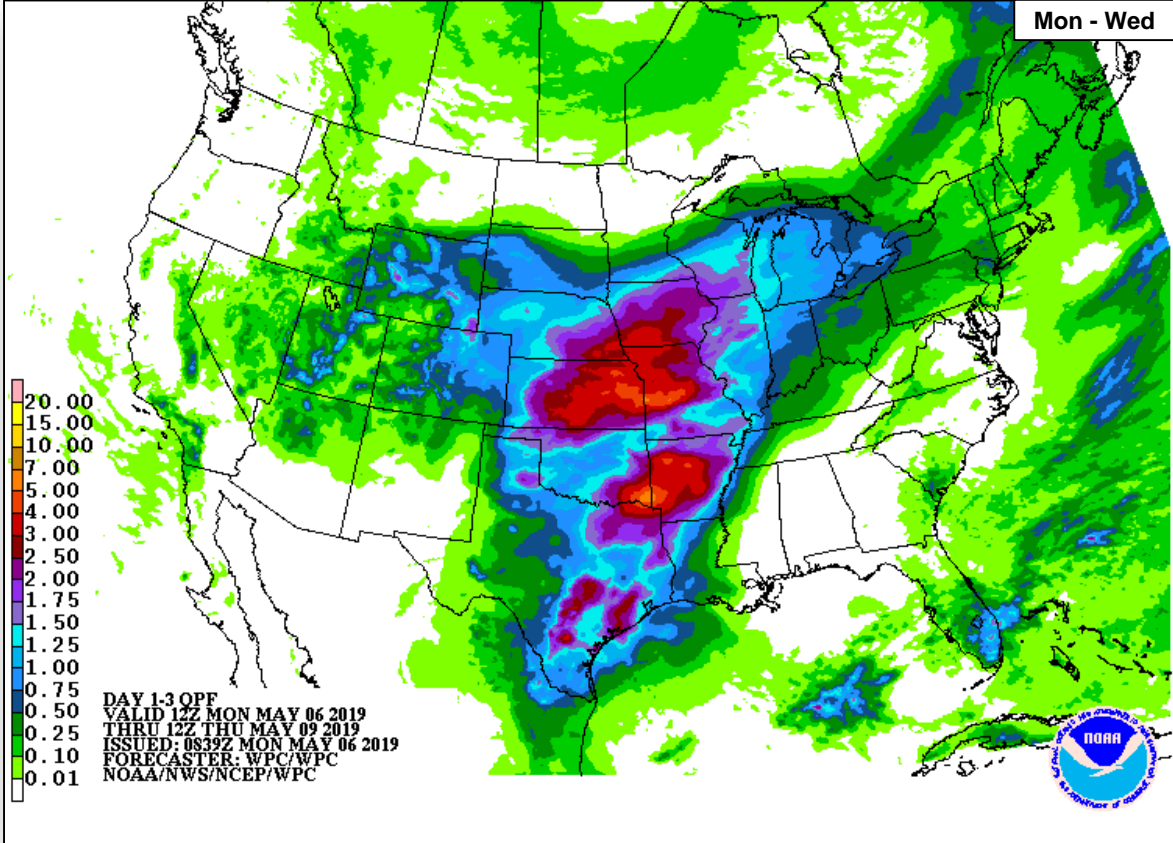 Mon - Wed
20.00
15.00
10.00
7.00
5.00
4.00
3.00
2.50
2.00
1.75
1.50
1.25
1.00
0.75
0.50
0.25
0.10
0.01
DAY 1-3 QPF
VALID 12Z MON MAY 06 2019
THRU 12Z THU MAY 09 2019
ISSUED: 0839Z MON MAY 06 2019
FORECASTER: WPC/WPC
NOAA/NWS/NCEP/WPC
NOAA